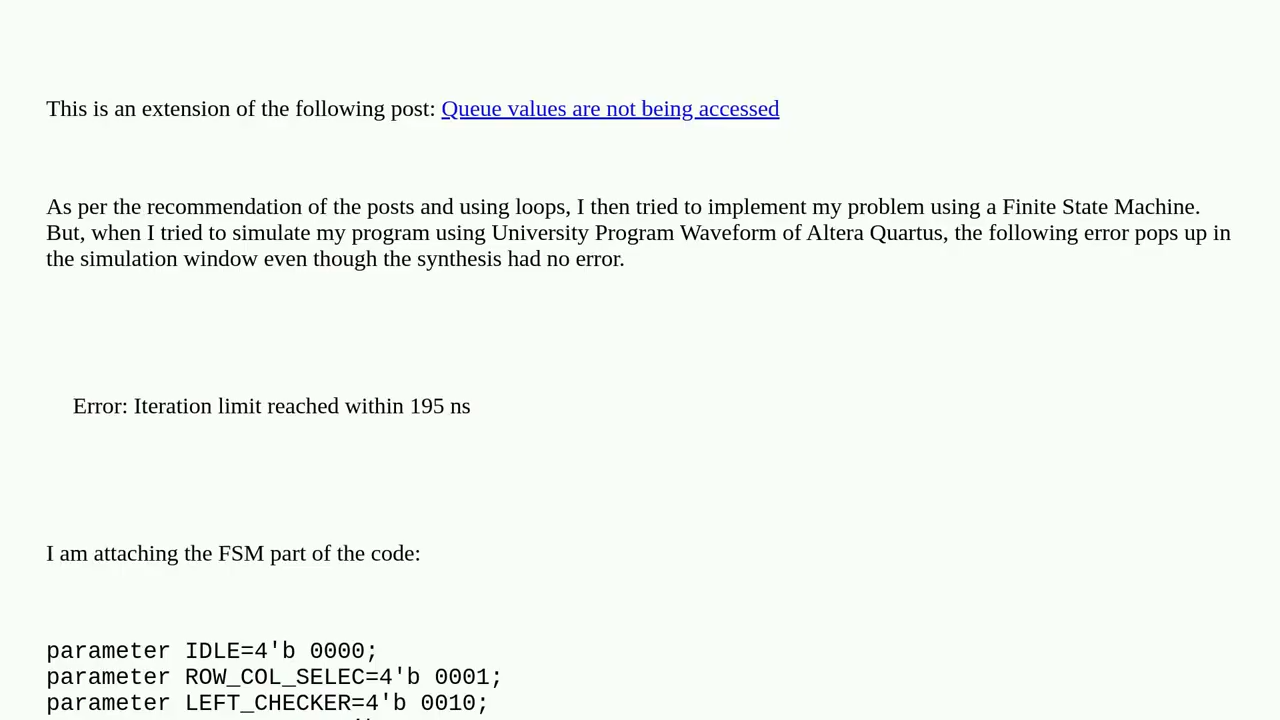 This is an extension of the following post: Queue values are not being accessed
As per the recommendation of the posts and using loops, I then tried to implement my problem using a Finite State Machine.
But, when I tried to simulate my program using University Program Waveform of Altera Quartus, the following error pops up in
the simulation window even though the synthesis had no error.
Error: Iteration limit reached within 195 ns
I am attaching the FSM part of the code:
parameter IDLE=4'b 0000;
parameter ROW_COL_SELEC=4'b 0001;
parameter LEFT_CHECKER=4'b 0010;